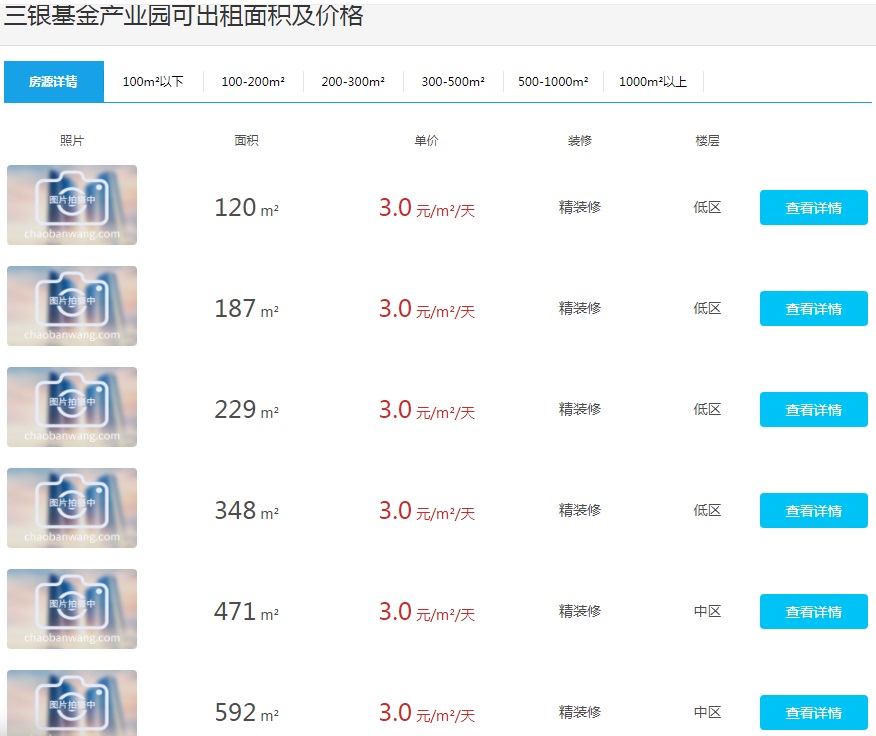 三银基金产业园可出租面积及价格
房源详情 100m²以下 100-200m² 200-300m² 300-500m² 500-1000m² 1000m²以上
照片 面积 单价 装修 楼层
图片拍摄中
chaobanwang.com
120 m² 3.0 元/m²/天 精装修 低区 查看详情
图片拍摄中
chaobanwang.com
187 m² 3.0 元/m²/天 精装修 低区 查看详情
图片拍摄中
chaobanwang.com
229 m² 3.0 元/m²/天 精装修 低区 查看详情
图片拍摄中
chaobanwang.com
348 m² 3.0 元/m²/天 精装修 低区 查看详情
图片拍摄中
chaobanwang.com
471 m² 3.0 元/m²/天 精装修 中区 查看详情
图片拍摄中
592 m² 3.0 元/m²/天 精装修 中区 查看详情